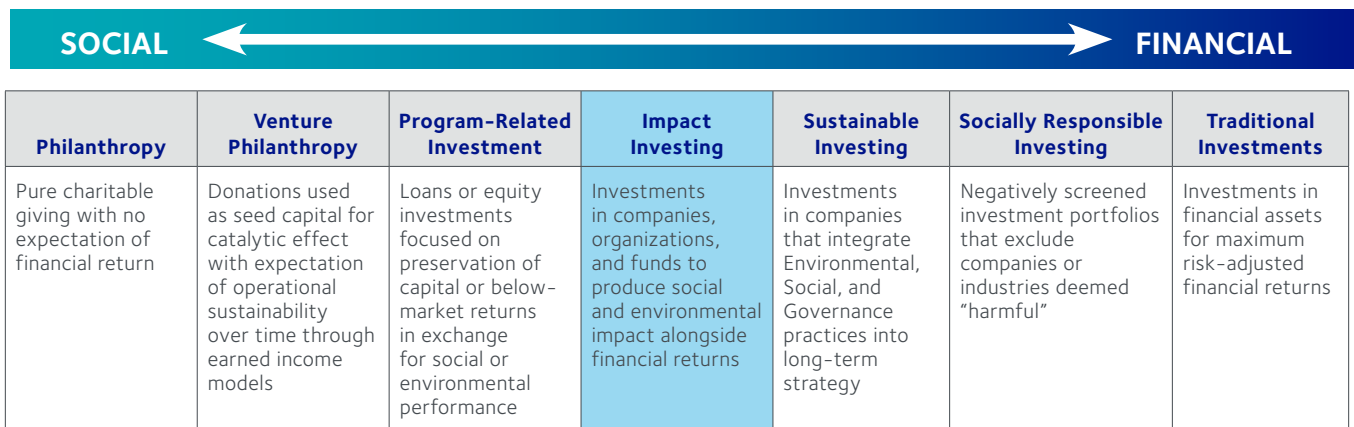 SOCIAL
FINANCIAL
Philanthropy
Venture
Philanthropy
Program-Related
Investment
Impact
Investing
Sustainable
Investing
Socially Responsible
Investing
Traditional
Investments
Pure charitable
giving with no
expectation of
financial return
Donations used
as seed capital for
catalytic effect
with expectation
of operational
sustainability
over time through
earned income
models
Loans or equity
investments
focused on
preservation of
capital or below-
market returns
in exchange
for social or
environmental
performance
Investments
in companies,
organizations,
and funds to
produce social
and environmental
impact alongside
financial returns
Investments
in companies
that integrate
Environmental,
Social, and
Governance
practices into
long-term
strategy
Negatively screened
investment portfolios
that exclude
companies or
industries deemed
“harmful”
Investments in
financial assets
for maximum
risk-adjusted
financial returns